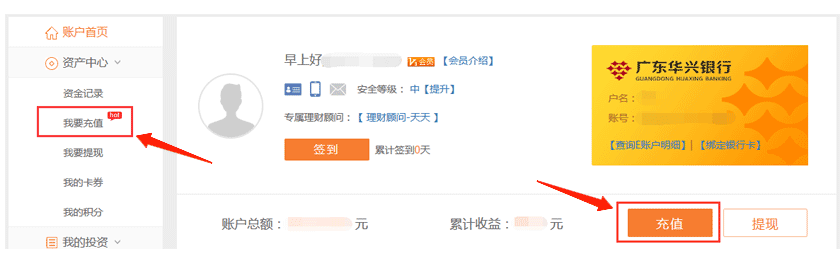 账户首页
资产中心
资金记录
我要充值 hot
我要提现
我的卡券
我的积分
我的投资
早上好 V会员 【会员介绍】
安全等级： 中【提升】
专属理财顾问：【 理财顾问-天天 】
签到 累计签到0天
广东华兴银行
GUANGDONG HUAXING BANKING
户名：
账号：
【查询E账户明细】|【绑定银行卡】
账户总额： 元 累计收益： 元 充值 提现